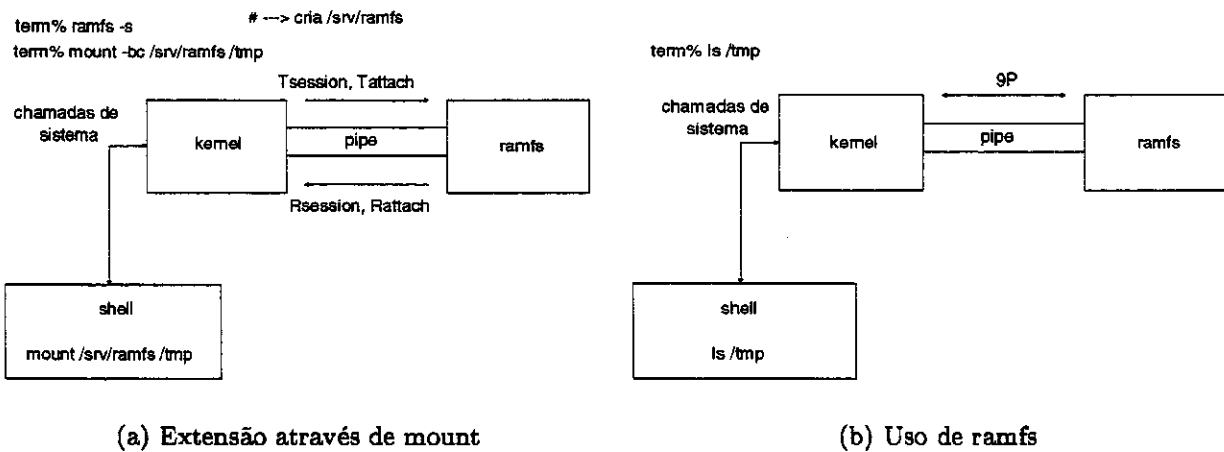 term% ramfs -s
# ---> cria /srv/ramfs
term% mount -bc /srv/ramfs /tmp
Tsession, Tattach
chamadas de
sistema
kernel
pipe
ramfs
Rsession, Rattach
shell
mount /srv/ramfs /tmp
(a) Extensão através de mount
term% ls /tmp
9P
chamadas de
sistema
kernel
pipe
ramfs
shell
ls /tmp
(b) Uso de ramfs